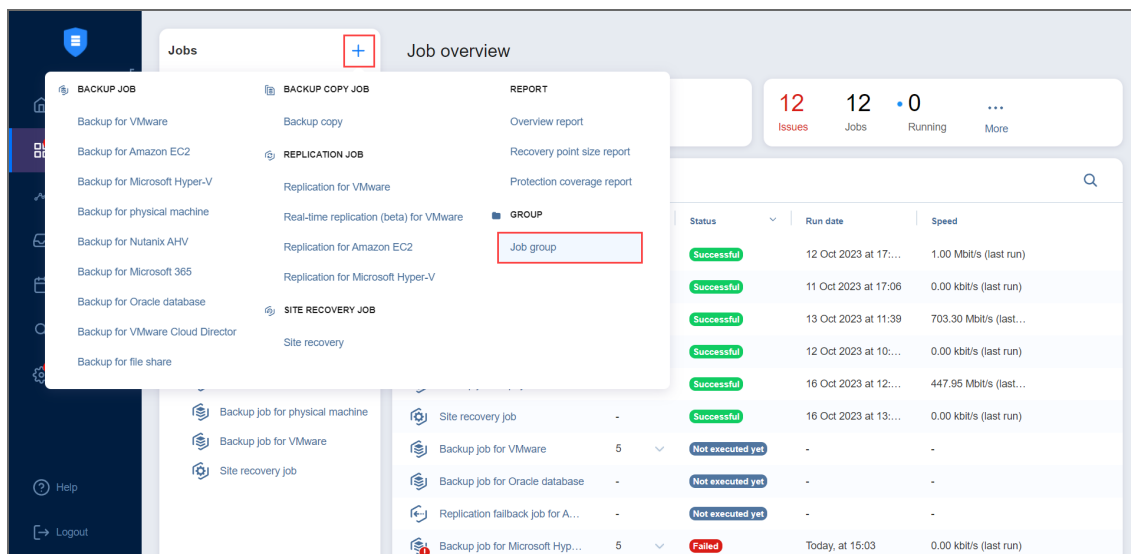 Jobs
Job overview
BACKUP JOB
Backup for VMware
Backup for Amazon EC2
Backup for Microsoft Hyper-V
Backup for physical machine
Backup for Nutanix AHV
Backup for Microsoft 365
Backup for Oracle database
Backup for VMware Cloud Director
Backup for file share
BACKUP COPY JOB
Backup copy
REPLICATION JOB
Replication for VMware
Real-time replication (beta) for VMware
Replication for Amazon EC2
Replication for Microsoft Hyper-V
SITE RECOVERY JOB
Site recovery
REPORT
Overview report
Recovery point size report
Protection coverage report
GROUP
Job group
12
Issues
12
Jobs
0
Running
...
More
Status Run date Speed
Successful 12 Oct 2023 at 17:... 1.00 Mbit/s (last run)
Successful 11 Oct 2023 at 17:06 0.00 kbit/s (last run)
Successful 13 Oct 2023 at 11:39 703.30 Mbit/s (last...
Successful 12 Oct 2023 at 10:... 0.00 kbit/s (last run)
Successful 16 Oct 2023 at 12:... 447.95 Mbit/s (last...
Site recovery job - Successful 16 Oct 2023 at 13:... 0.00 kbit/s (last run)
Backup job for VMware 5 Not executed yet - -
Backup job for Oracle database - Not executed yet - -
Replication failback job for A... - Not executed yet - -
Backup job for Microsoft Hyp... 5 Failed Today, at 15:03 0.00 kbit/s (last run)
Backup job for physical machine
Backup job for VMware
Site recovery job
Help
Logout